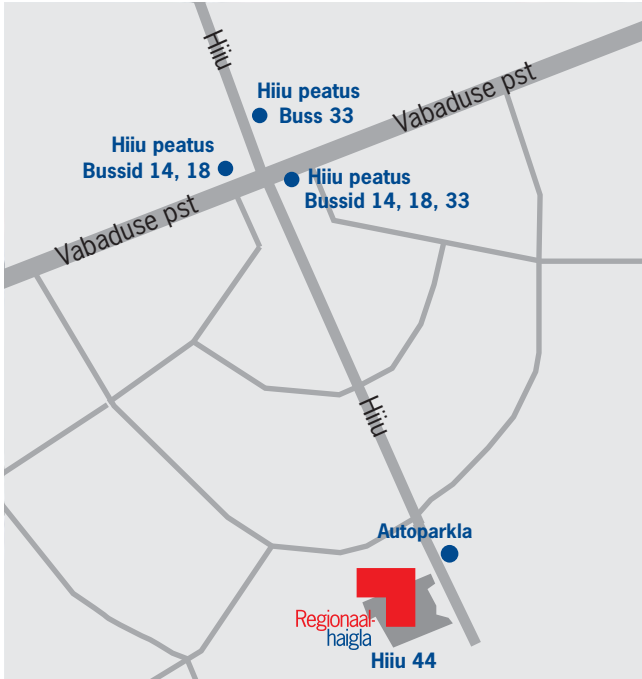 Hiiu
Hiiu peatus
Buss 33
Vabaduse pst
Hiiu peatus
Bussid 14, 18
Hiiu peatus
Bussid 14, 18, 33
Vabaduse pst
Hiiu
Autoparkla
Regionaal-
haigla
Hiiu 44